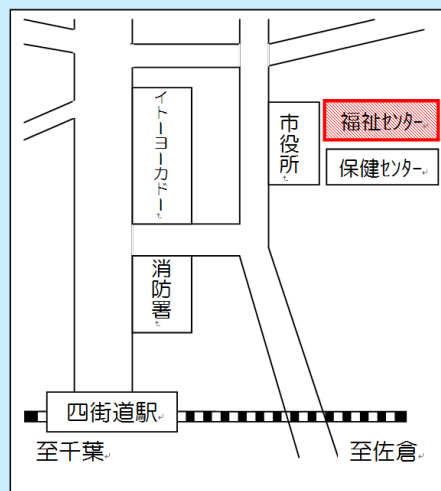 イトーヨーカドー
市役所
福祉センター
保健センター
消防署
四街道駅
至千葉
至佐倉